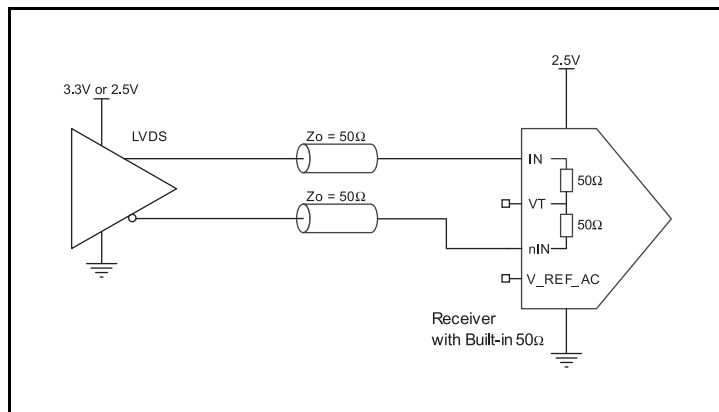 2.5V
3.3V or 2.5V
LVDS
Zo = 50Ω
IN
50Ω
Zo = 50Ω
VT
50Ω
nIN
V_REF_AC
Receiver
with Built-in 50Ω